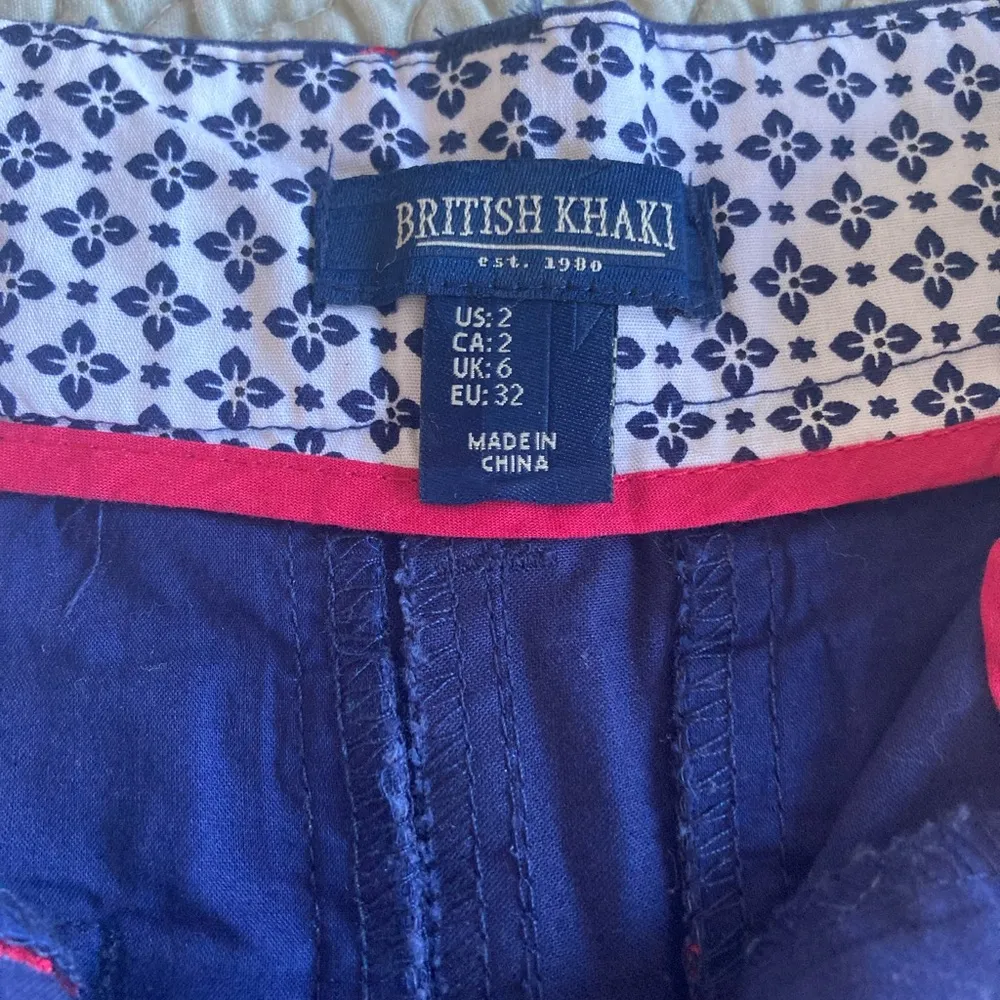 BRITISH KHAKI
est. 1980
US: 2
CA: 2
UK: 6
EU: 32
MADE IN
CHINA